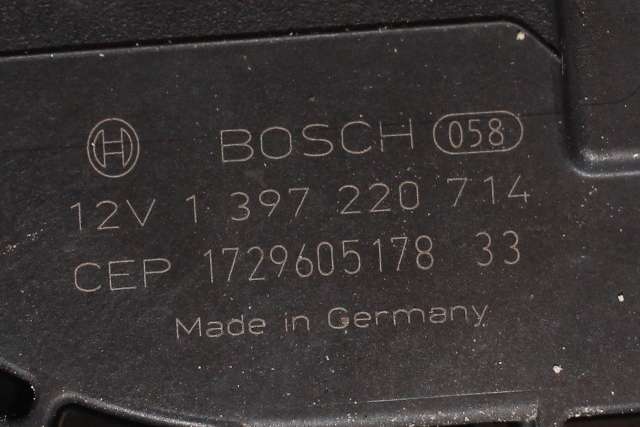 BOSCH 058
12V 1 397 220 714
CEP 1729605178 33
Made in Germany